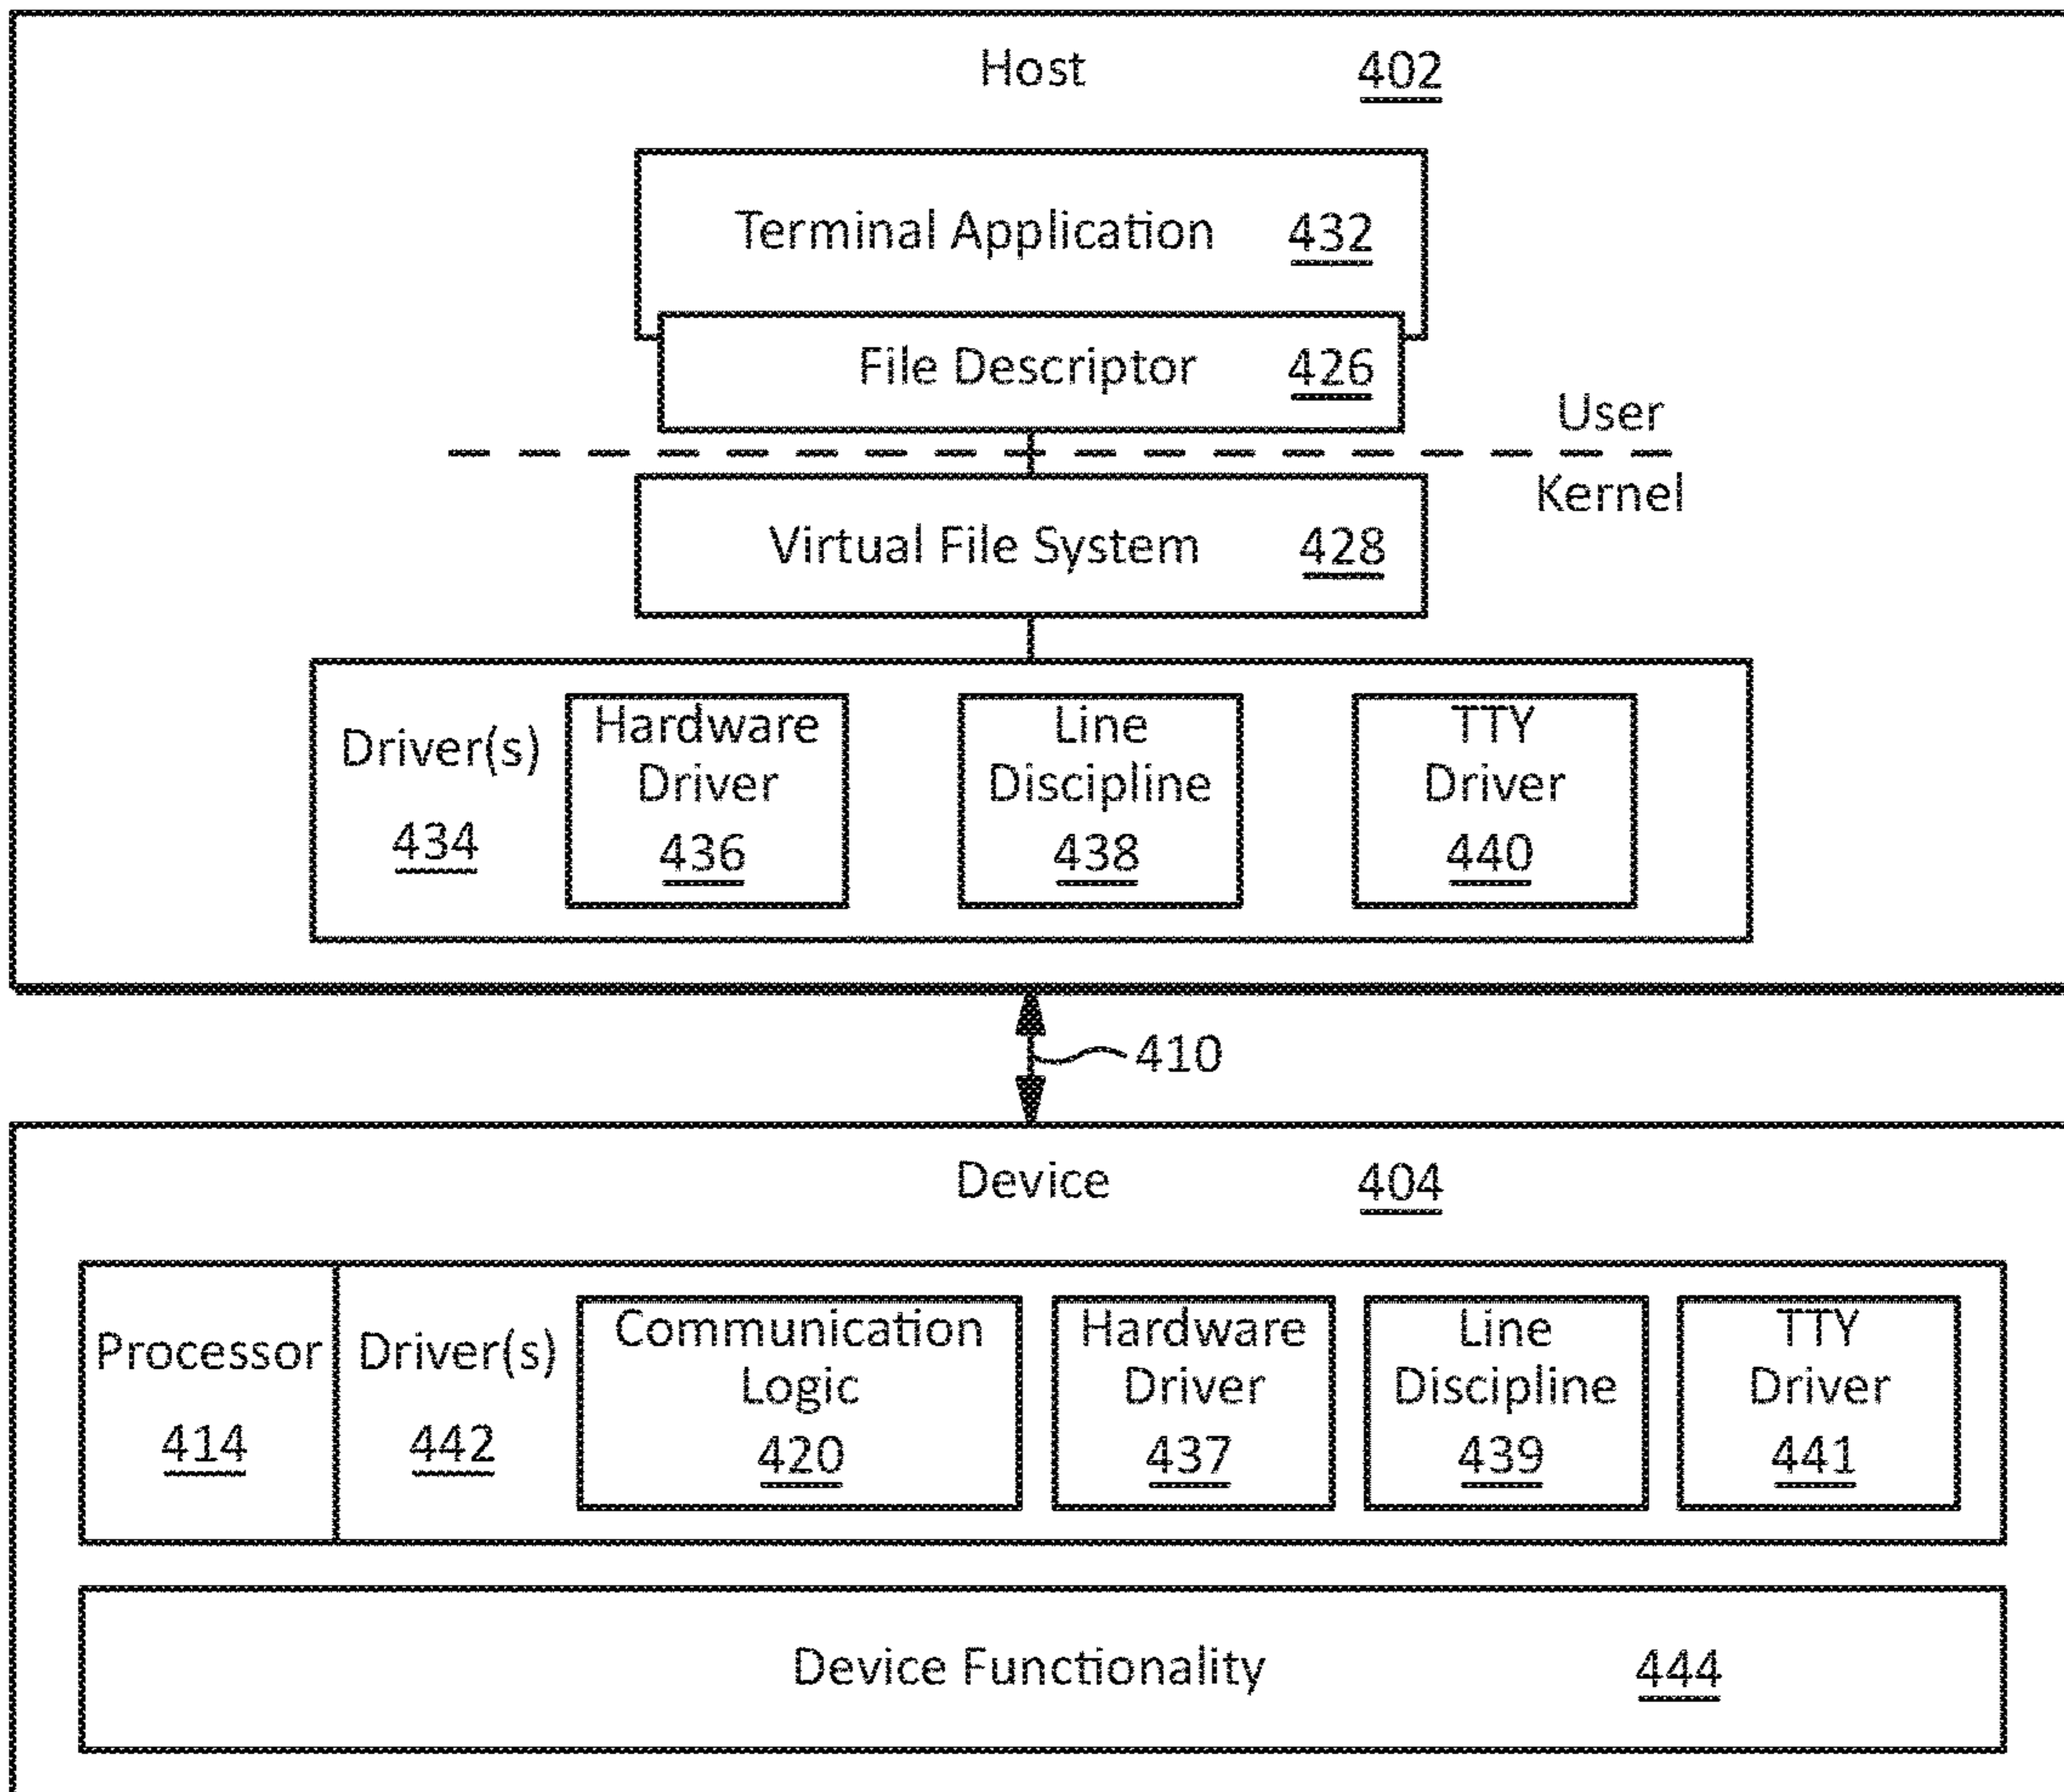 Host 402
Terminal Application 432
File Descriptor 426
User
Kernel
Virtual File System 428
Driver(s)
434
Hardware
Driver
436
Line
Discipline
438
TTY
Driver
440
410
Device 404
Processor
414
Driver(s)
442
Communication
Logic
420
Hardware
Driver
437
Line
Discipline
439
TTY
Driver
441
Device Functionality 444